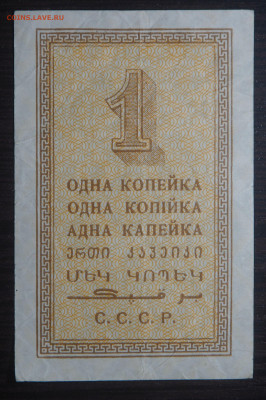 COINS.LAVE.RU
1
ОДНА КОПЕЙКА
ОДНА КОПІЙКА
АДНА КАПЕЙКА
ერთი კაპეიკი
ՄԵԿ ԿՈՊԵԿ
С. С. С. Р.